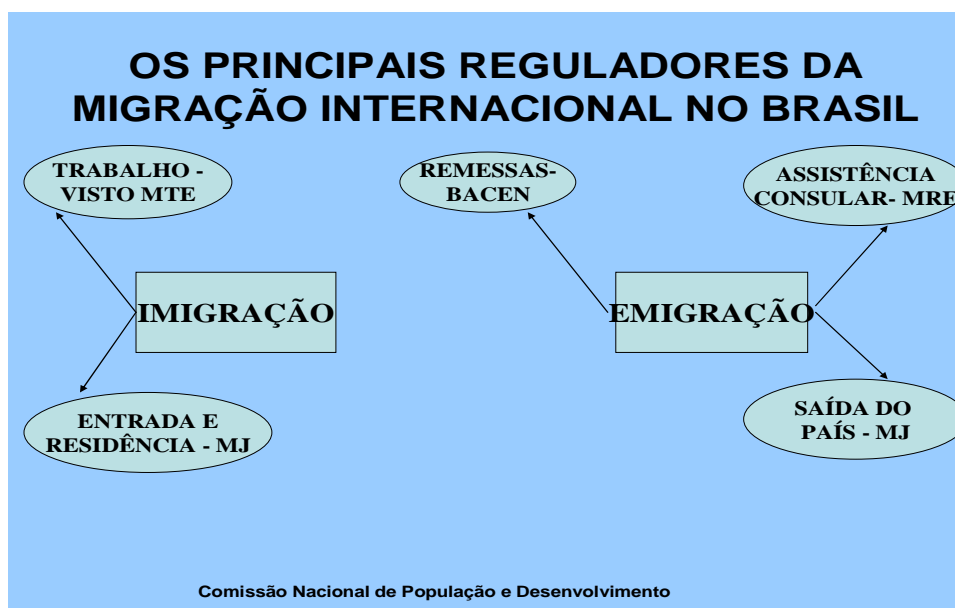 OS PRINCIPAIS REGULADORES DA
MIGRAÇÃO INTERNACIONAL NO BRASIL
TRABALHO -
VISTO MTE
REMESSAS-
BACEN
ASSISTÊNCIA
CONSULAR- MRE
IMIGRAÇÃO
EMIGRAÇÃO
ENTRADA E
RESIDÊNCIA - MJ
SAÍDA DO
PAÍS - MJ
Comissão Nacional de População e Desenvolvimento